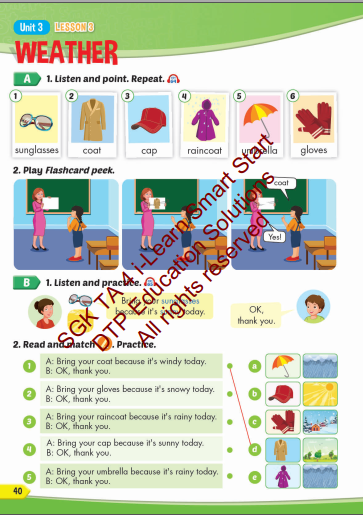 Unit 3 LESSON 3
WEATHER
A 1. Listen and point. Repeat.
1 2 3 4 5 6
sunglasses coat cap raincoat umbrella gloves
2. Play Flashcard peek.
coat
Yes!
B 1. Listen and practice.
Bring your sunglasses
because it's sunny today.
OK,
thank you.
2. Read and match. Practice.
1 A: Bring your coat because it's windy today.
B: OK, thank you.
a
2 A: Bring your gloves because it's snowy today.
B: OK, thank you.
b
3 A: Bring your raincoat because it's rainy today.
B: OK, thank you.
c
4 A: Bring your cap because it's sunny today.
B: OK, thank you.
d
5 A: Bring your umbrella because it's rainy today.
B: OK, thank you.
e
40
SGK TA 4 i-Learn Smart Start
DTP Education Solutions
All rights reserved